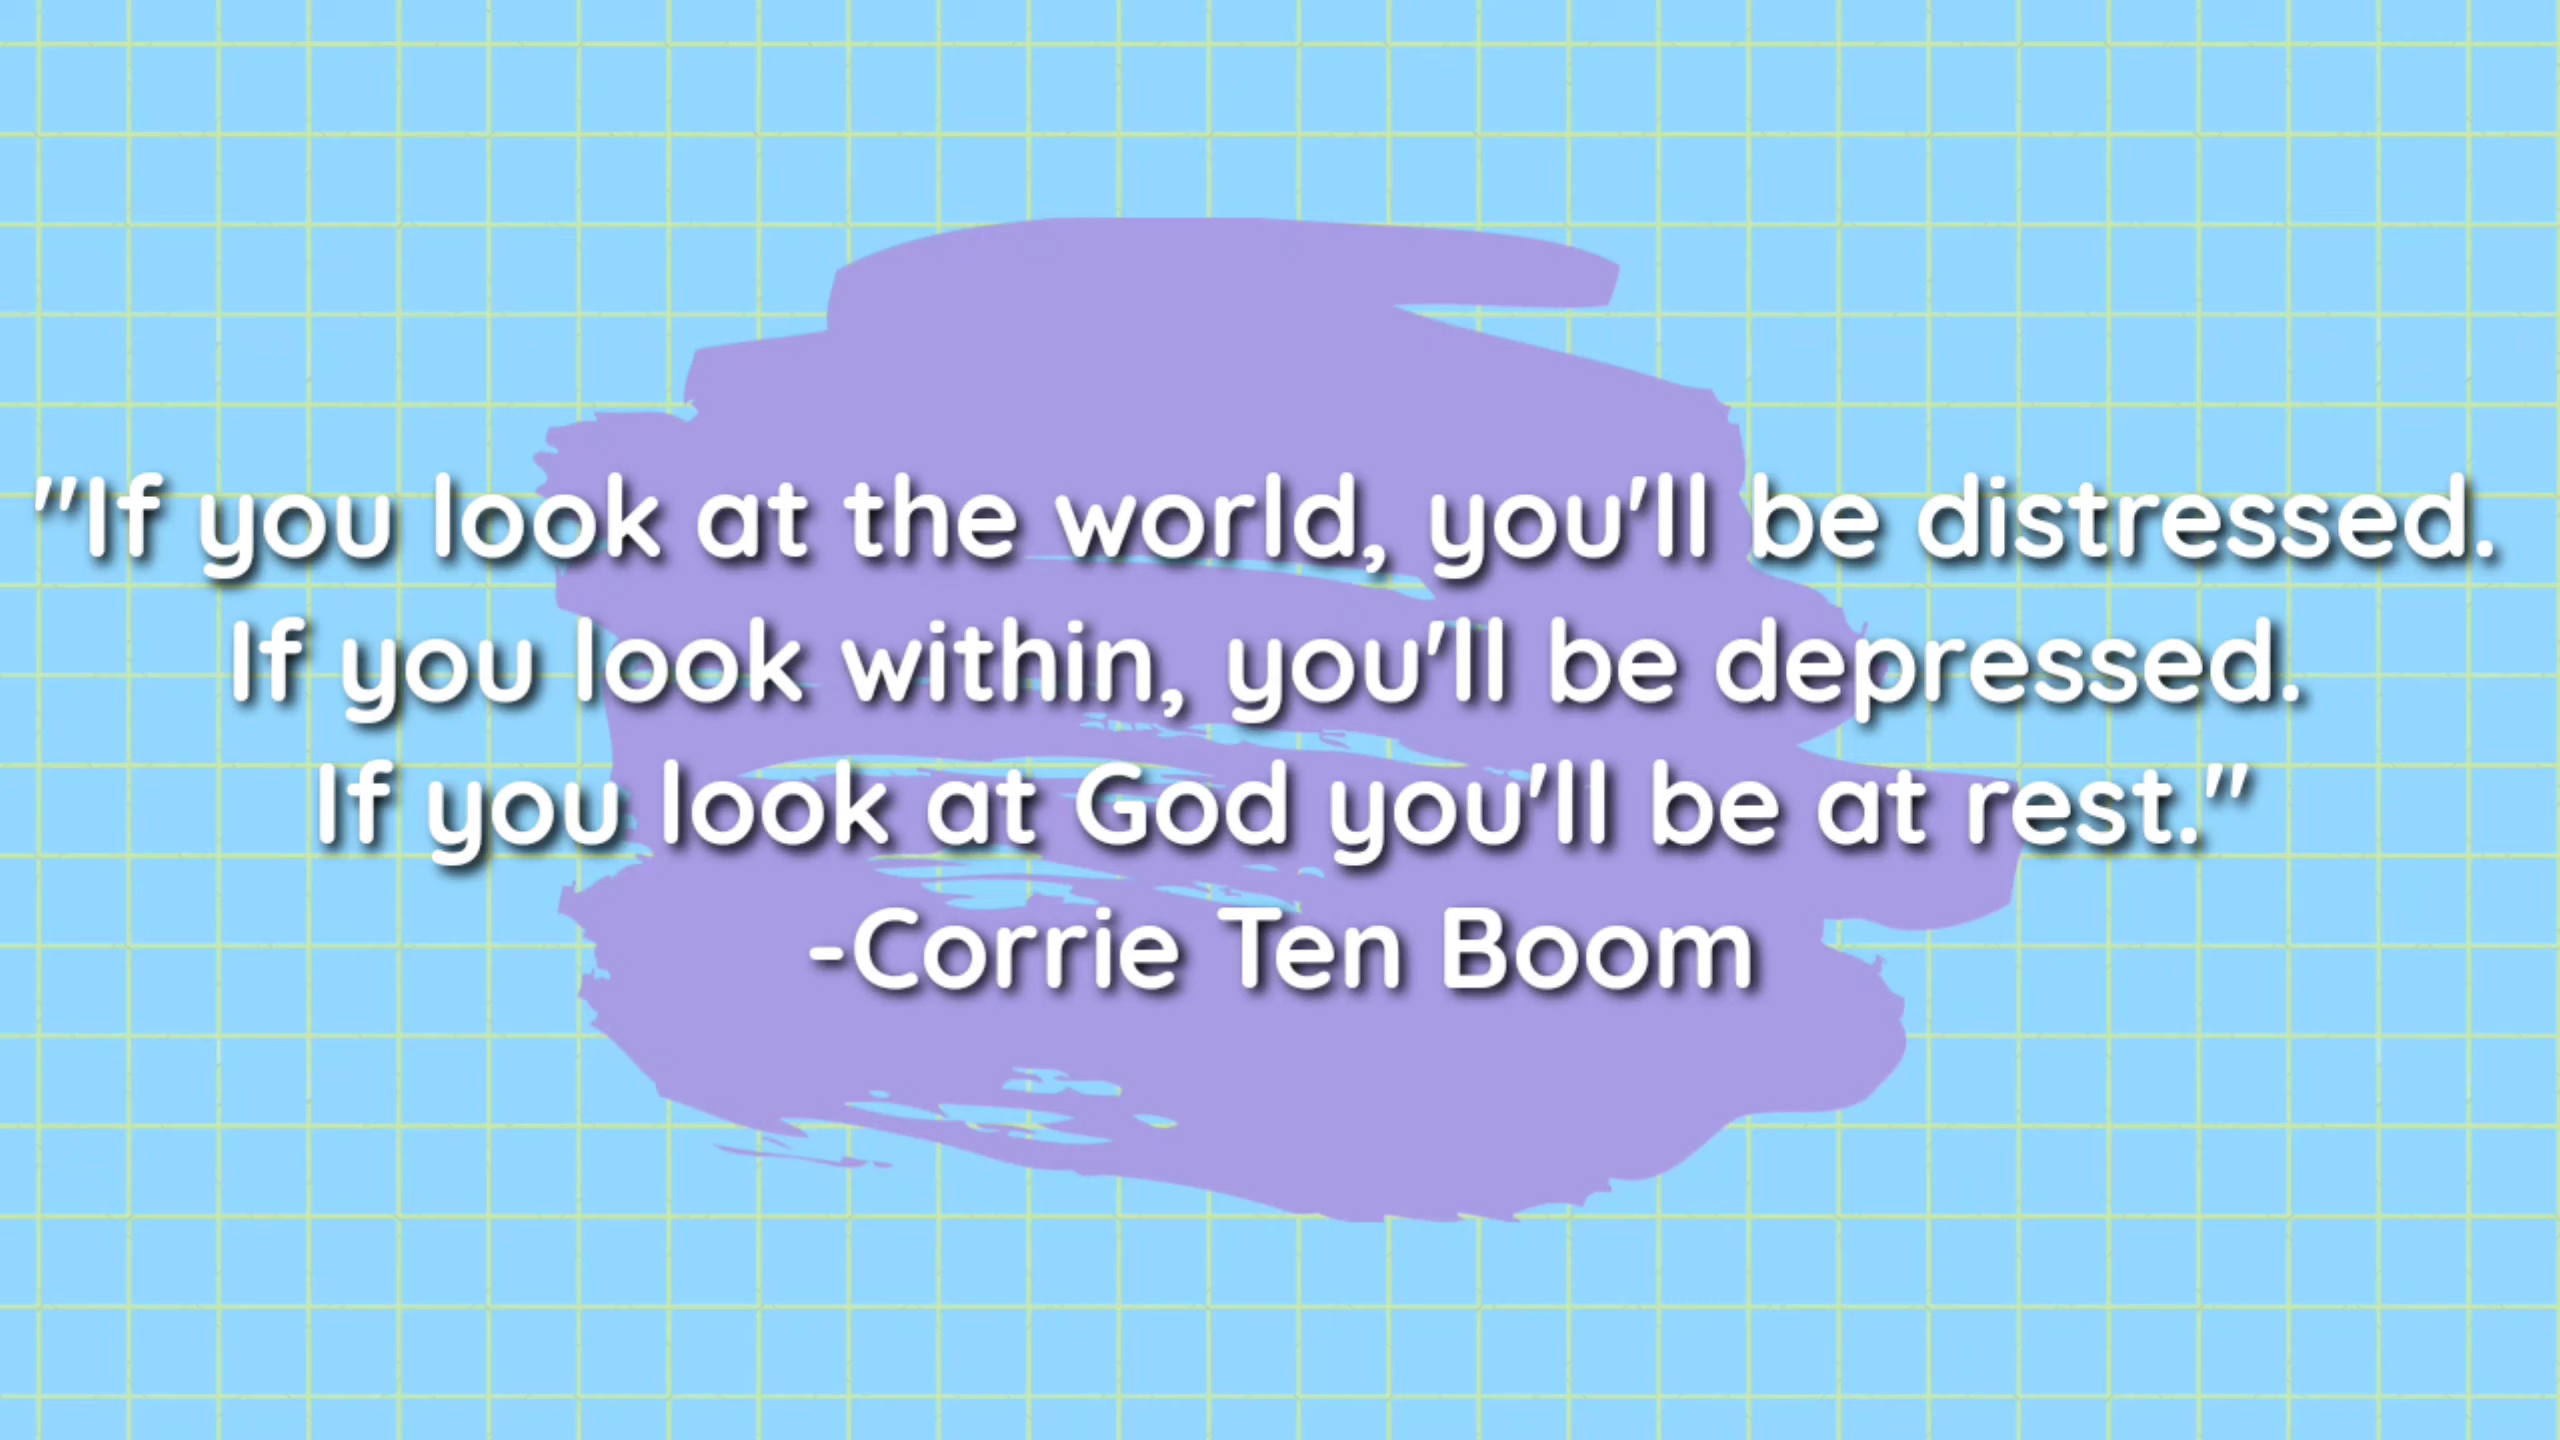 "If you look at the world, you'll be distressed.
If you look within, you'll be depressed.
If you look at God you'll be at rest."
-Corrie Ten Boom